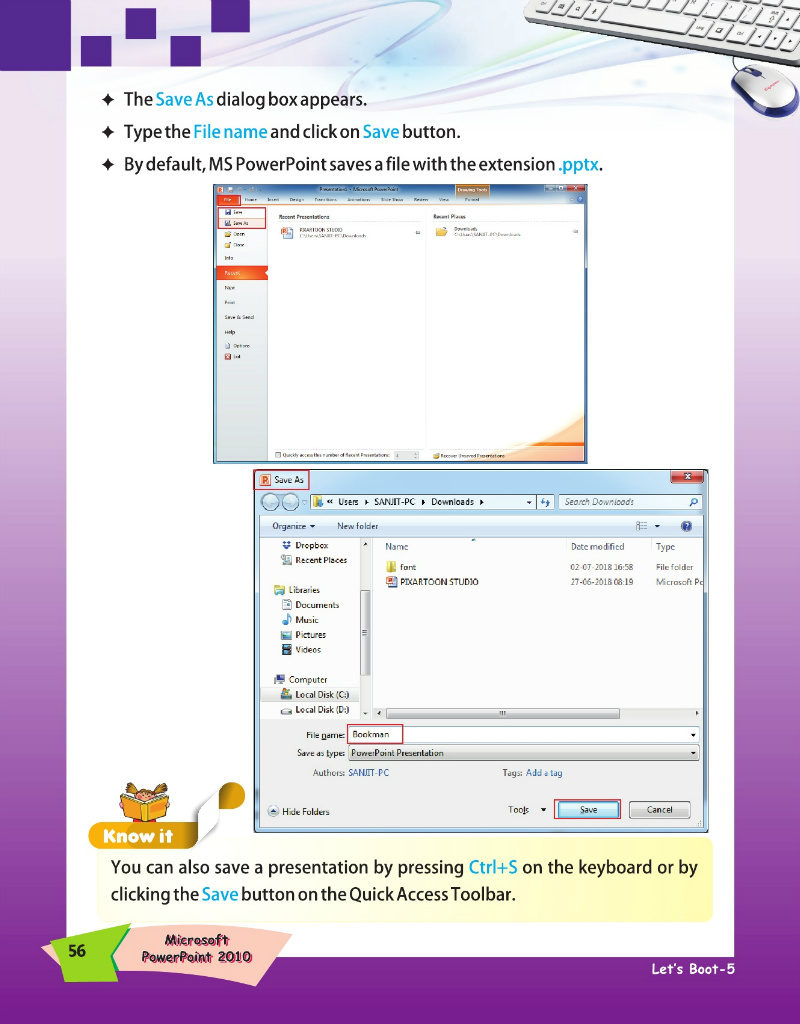 ✦ The Save As dialog box appears.
✦ Type the File name and click on Save button.
✦ By default, MS PowerPoint saves a file with the extension .pptx.
Presentation1 - Microsoft PowerPoint
Drawing Tools
File Home Insert Design Transitions Animations Slide Show Review View Format
Save
Save As
Open
Close
Info
Recent
New
Print
Save & Send
Help
Options
Exit
Recent Presentations
PIXARTOON STUDIO
C:\Users\SANJIT-PC\Downloads
Recent Places
Downloads
C:\Users\SANJIT-PC\Downloads
Quickly access this number of Recent Presentations:
Recover Unsaved Presentations
Save As
« Users ▸ SANJIT-PC ▸ Downloads ▸
Search Downloads
Organize ▾ New folder
Dropbox
Recent Places
Libraries
Documents
Music
Pictures
Videos
Computer
Local Disk (C:)
Local Disk (D:)
Name Date modified Type
font 02-07-2018 16:58 File folder
PIXARTOON STUDIO 27-06-2018 08:19 Microsoft Po
File name: Bookman
Save as type: PowerPoint Presentation
Authors: SANJIT-PC Tags: Add a tag
Hide Folders Tools ▾ Save Cancel
Know it
You can also save a presentation by pressing Ctrl+S on the keyboard or by
clicking the Save button on the Quick Access Toolbar.
56
Microsoft
PowerPoint 2010
Let's Boot-5